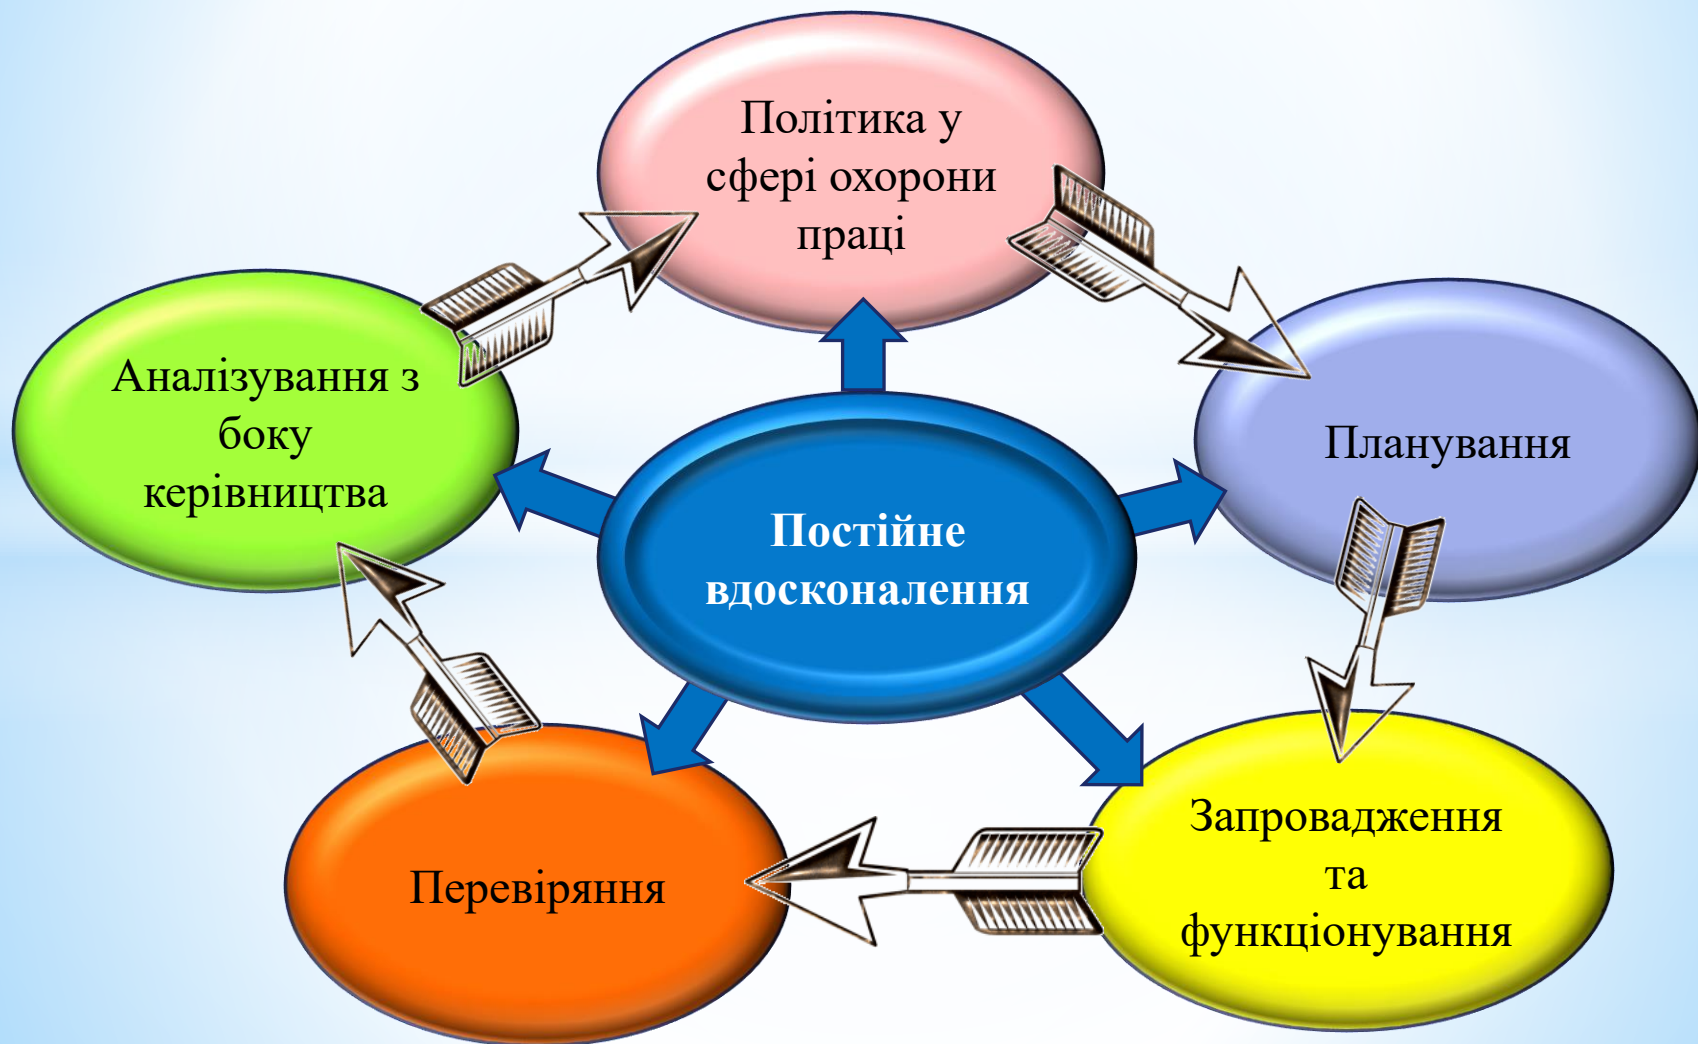 Політика у
сфері охорони
праці
Аналізування з
боку
керівництва
Планування
Постійне
вдосконалення
Запровадження
та
функціонування
Перевіряння